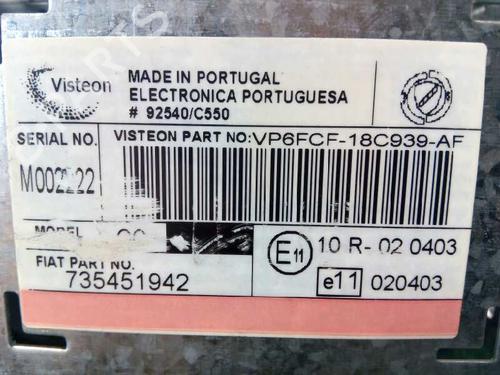 Visteon
MADE IN PORTUGAL
ELECTRONICA PORTUGUESA
# 92540/C550
SERIAL NO.
VISTEON PART NO:VP6FCF-18C939-AF
M002222
MODEL
E11
10 R- 02 0403
FIAT PART NO.
735451942
e11
020403